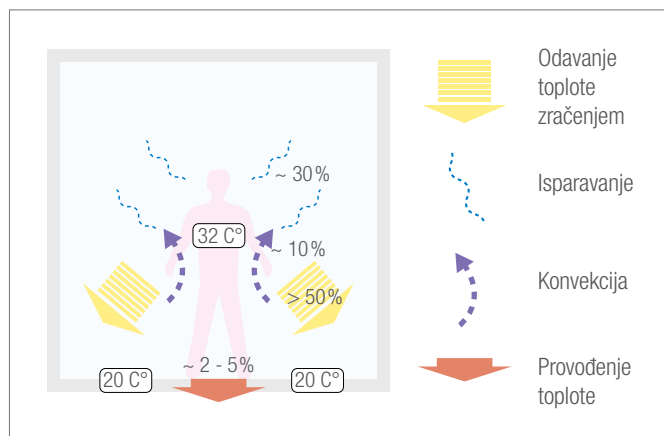 ~ 30%
32 C°
~ 10%
> 50%
~ 2 - 5%
20 C°
20 C°
Odavanje
toplote
zračenjem
Isparavanje
Konvekcija
Provođenje
toplote